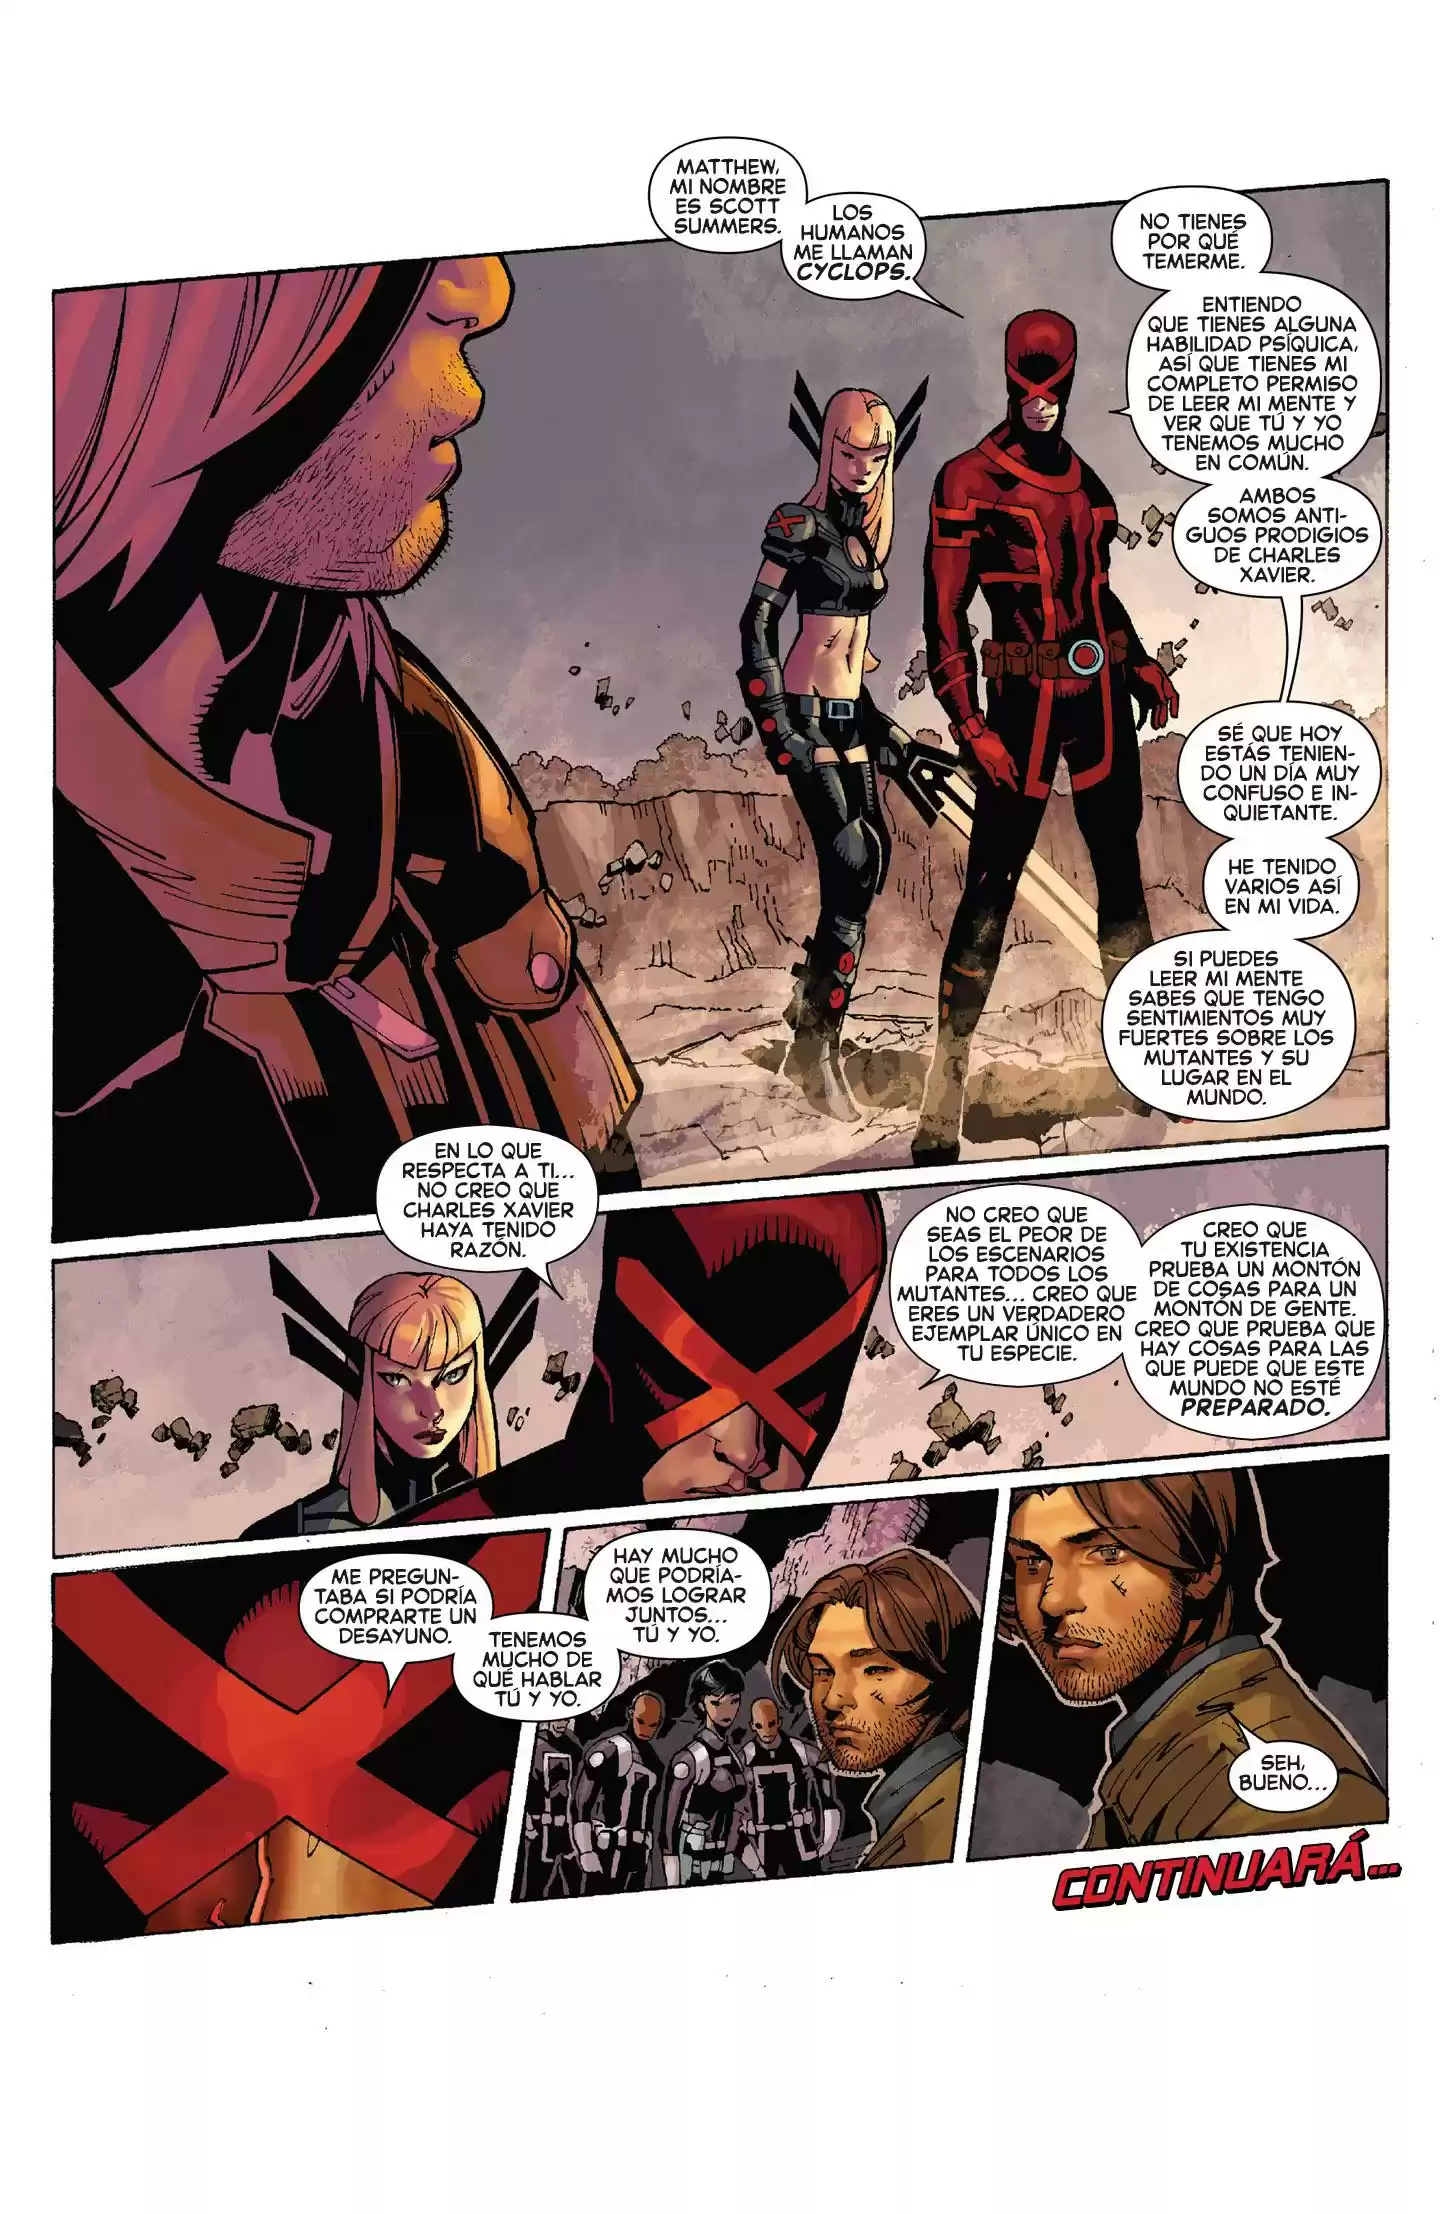 MATTHEW,
MI NOMBRE
ES SCOTT
SUMMERS.
LOS
HUMANOS
ME LLAMAN
CYCLOPS.
NO TIENES
POR QUÉ
TEMERME.
ENTIENDO
QUE TIENES ALGUNA
HABILIDAD PSÍQUICA,
ASÍ QUE TIENES MI
COMPLETO PERMISO
DE LEER MI MENTE Y
VER QUE TÚ Y YO
TENEMOS MUCHO
EN COMÚN.
AMBOS
SOMOS ANTI-
GUOS PRODIGIOS
DE CHARLES
XAVIER.
SÉ QUE HOY
ESTÁS TENIEN-
DO UN DÍA MUY
CONFUSO E IN-
QUIETANTE.
HE TENIDO
VARIOS ASÍ
EN MI VIDA.
SI PUEDES
LEER MI MENTE
SABES QUE TENGO
SENTIMIENTOS MUY
FUERTES SOBRE LOS
MUTANTES Y SU
LUGAR EN EL
MUNDO.
EN LO QUE
RESPECTA A TI...
NO CREO QUE
CHARLES XAVIER
HAYA TENIDO
RAZÓN.
NO CREO QUE
SEAS EL PEOR DE
LOS ESCENARIOS
PARA TODOS LOS
MUTANTES... CREO QUE
ERES UN VERDADERO
EJEMPLAR ÚNICO EN
TU ESPECIE.
CREO QUE
TU EXISTENCIA
PRUEBA UN MONTÓN
DE COSAS PARA UN
MONTÓN DE GENTE.
CREO QUE PRUEBA QUE
HAY COSAS PARA LAS
QUE PUEDE QUE ESTE
MUNDO NO ESTÉ
PREPARADO.
ME PREGUN-
TABA SI PODRÍA
COMPRARTE UN
DESAYUNO.
TENEMOS
MUCHO DE
QUÉ HABLAR
TÚ Y YO.
HAY MUCHO
QUE PODRÍA-
MOS LOGRAR
JUNTOS...
TÚ Y YO.
SEH,
BUENO...
CONTINUARÁ...